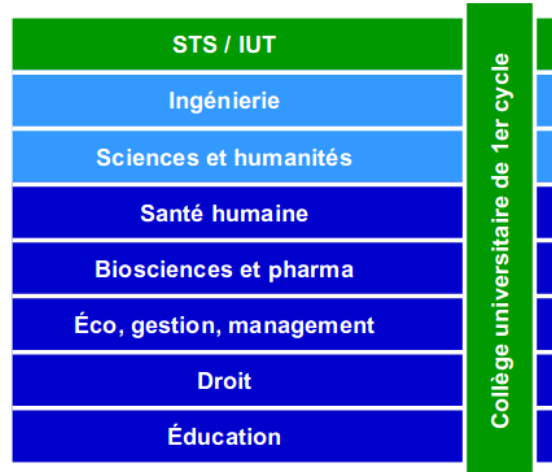 STS / IUT
Ingénierie
Sciences et humanités
Santé humaine
Biosciences et pharma
Éco, gestion, management
Droit
Éducation
Collège universitaire de 1er cycle